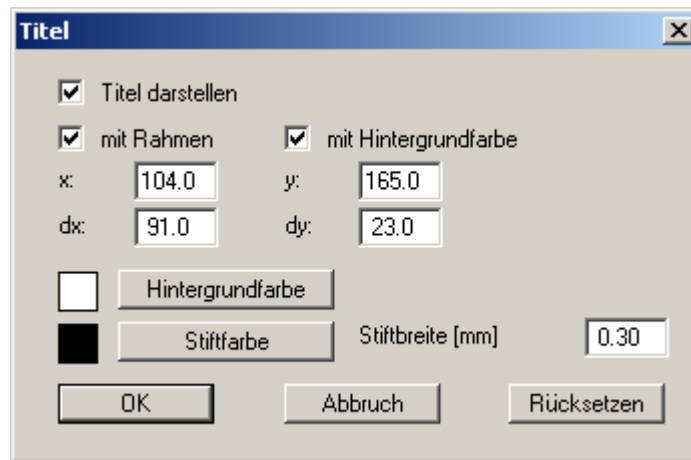 Titel
Titel darstellen
mit Rahmen mit Hintergrundfarbe
x: 104.0 y: 165.0
dx: 91.0 dy: 23.0
Hintergrundfarbe
Stiftfarbe Stiftbreite [mm] 0.30
OK Abbruch Rücksetzen